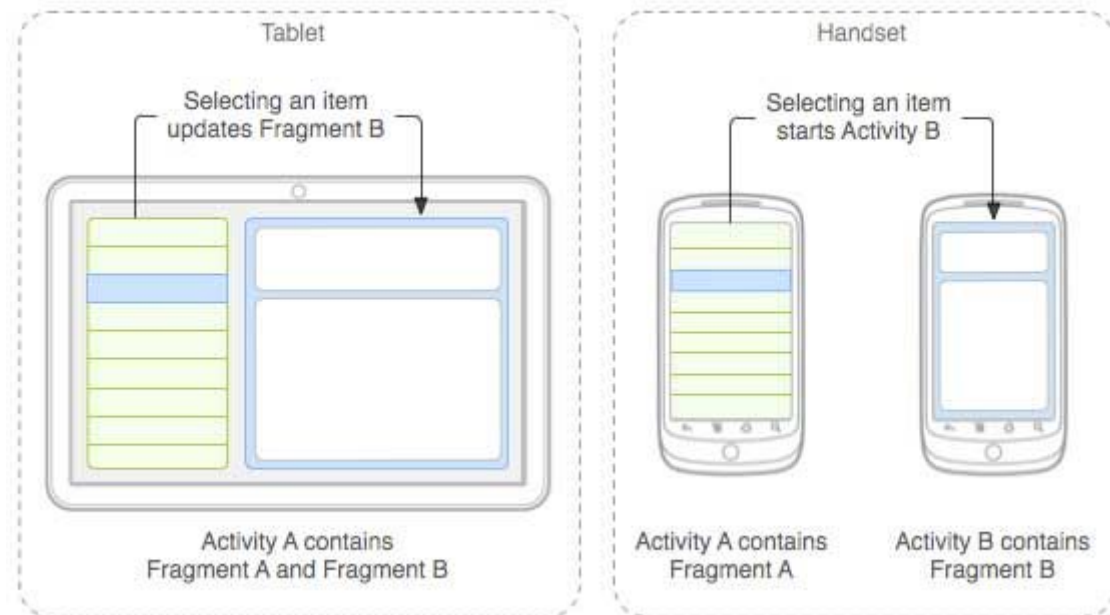 Tablet
Selecting an item
updates Fragment B
Activity A contains
Fragment A and Fragment B
Handset
Selecting an item
starts Activity B
Activity A contains
Fragment A
Activity B contains
Fragment B